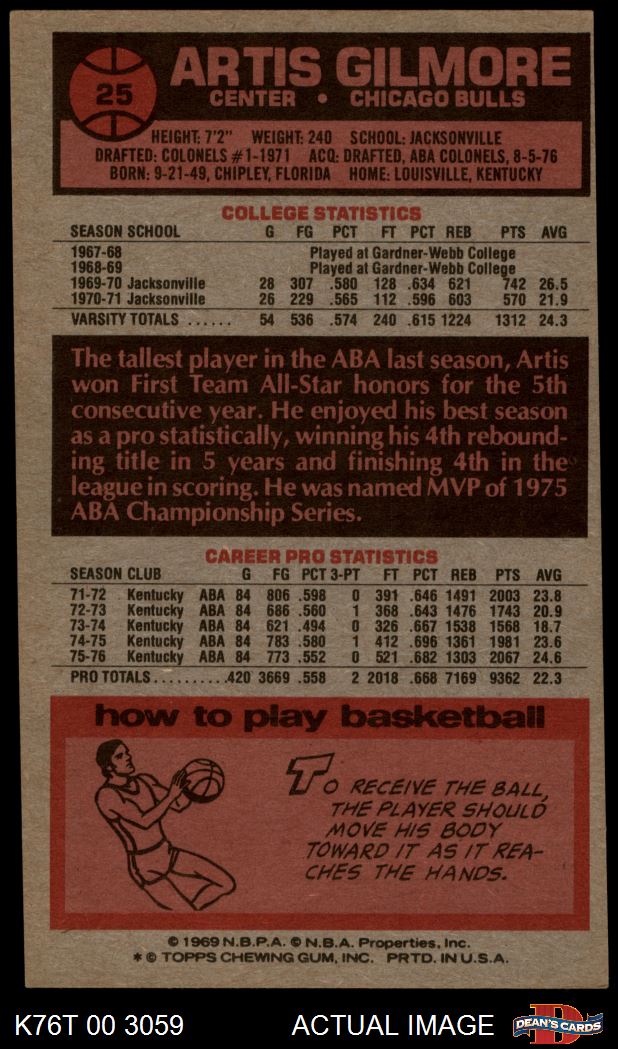 25
ARTIS GILMORE
CENTER • CHICAGO BULLS
HEIGHT: 7'2" WEIGHT: 240 SCHOOL: JACKSONVILLE
DRAFTED: COLONELS #1-1971 ACQ: DRAFTED, ABA COLONELS, 8-5-76
BORN: 9-21-49, CHIPLEY, FLORIDA HOME: LOUISVILLE, KENTUCKY
COLLEGE STATISTICS
SEASON SCHOOL G FG PCT FT PCT REB PTS AVG
1967-68 Played at Gardner-Webb College
1968-69 Played at Gardner-Webb College
1969-70 Jacksonville 28 307 .580 128 .634 621 742 26.5
1970-71 Jacksonville 26 229 .565 112 .596 603 570 21.9
VARSITY TOTALS ...... 54 536 .574 240 .615 1224 1312 24.3
The tallest player in the ABA last season, Artis
won First Team All-Star honors for the 5th
consecutive year. He enjoyed his best season
as a pro statistically, winning his 4th rebound-
ing title in 5 years and finishing 4th in the
league in scoring. He was named MVP of 1975
ABA Championship Series.
CAREER PRO STATISTICS
SEASON CLUB G FG PCT 3-PT FT PCT REB PTS AVG
71-72 Kentucky ABA 84 806 .598 0 391 .646 1491 2003 23.8
72-73 Kentucky ABA 84 686 .560 1 368 .643 1476 1743 20.9
73-74 Kentucky ABA 84 621 .494 0 326 .667 1538 1568 18.7
74-75 Kentucky ABA 84 783 .580 1 412 .696 1361 1981 23.6
75-76 Kentucky ABA 84 773 .552 0 521 .682 1303 2067 24.6
PRO TOTALS..........420 3669 .558 2 2018 .668 7169 9362 22.3
how to play basketball
TO RECEIVE THE BALL,
THE PLAYER SHOULD
MOVE HIS BODY
TOWARD IT AS IT REA-
CHES THE HANDS.
© 1969 N.B.P.A. © N.B.A. Properties, Inc.
* © TOPPS CHEWING GUM, INC. PRTD. IN U.S.A.
K76T 00 3059 ACTUAL IMAGE
D
DEAN'S CARDS